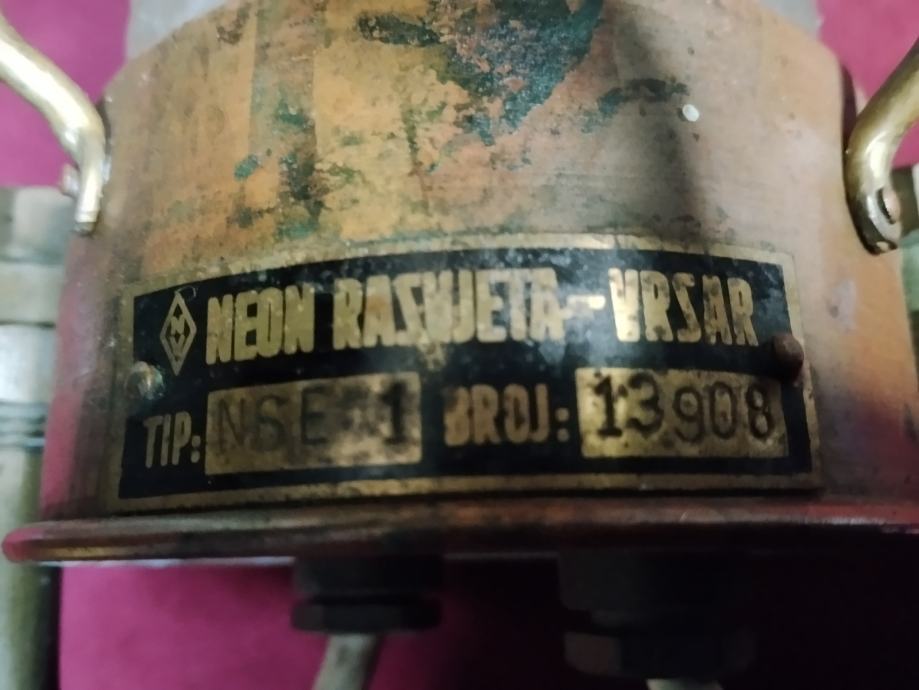 NEON RASVJETA-VRSAR
TIP: NSE 1 BROJ: 13908